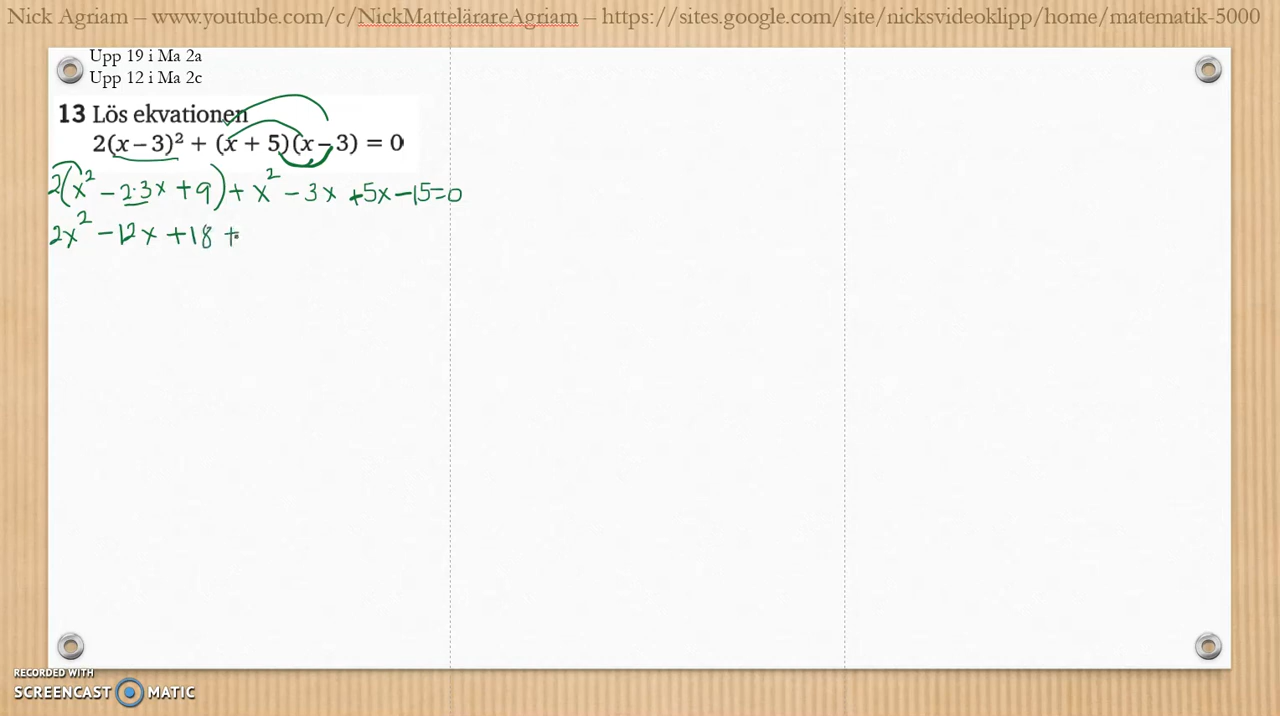 Nick Agriam – www.youtube.com/c/NickMattelärareAgriam – https://sites.google.com/site/nicksvideoklipp/home/matematik-5000
Upp 19 i Ma 2a
Upp 12 i Ma 2c
13 Lös ekvationen
2(x – 3)² + (x + 5)(x – 3) = 0
2(x² – 2·3x + 9) + x² – 3x + 5x – 15 = 0
2x² – 12x + 18 +
RECORDED WITH
SCREENCAST MATIC